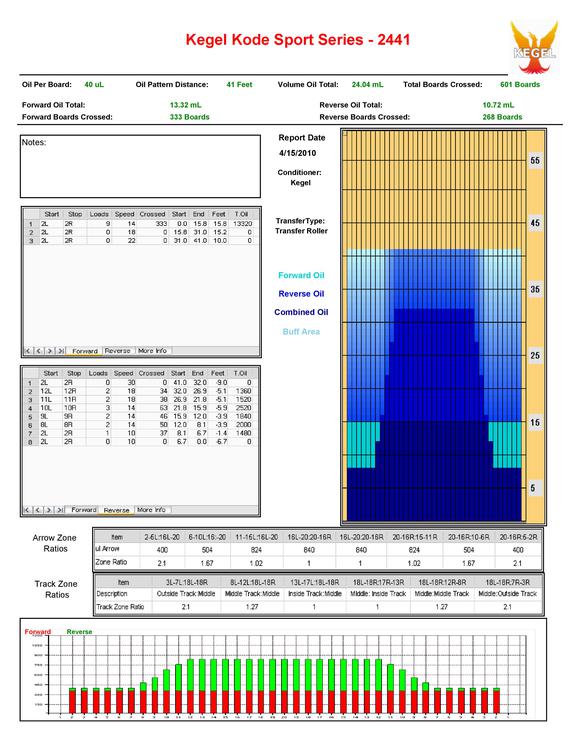 Kegel Kode Sport Series - 2441
KEGEL
Oil Per Board: 40 uL Oil Pattern Distance: 41 Feet Volume Oil Total: 24.04 mL Total Boards Crossed: 601 Boards
Forward Oil Total: 13.32 mL Reverse Oil Total: 10.72 mL
Forward Boards Crossed: 333 Boards Reverse Boards Crossed: 268 Boards
Notes:
Report Date
4/15/2010
Conditioner:
Kegel
TransferType:
Transfer Roller
Forward Oil
Reverse Oil
Combined Oil
Buff Area
55
45
35
25
15
5
Start Stop Loads Speed Crossed Start End Feet T.Oil
1 2L 2R 9 14 333 0.0 15.8 15.8 13320
2 2L 2R 0 18 0 15.8 31.0 15.2 0
3 2L 2R 0 22 0 31.0 41.0 10.0 0
Forward Reverse More Info
Start Stop Loads Speed Crossed Start End Feet T.Oil
1 2L 2R 0 30 0 41.0 32.0 -9.0 0
2 12L 12R 2 18 34 32.0 26.9 -5.1 1360
3 11L 11R 2 18 38 26.9 21.8 -5.1 1520
4 10L 10R 3 14 63 21.8 15.9 -5.9 2520
5 9L 9R 2 14 46 15.9 12.0 -3.9 1840
6 8L 8R 2 14 50 12.0 8.1 -3.9 2000
7 2L 2R 1 10 37 8.1 6.7 -1.4 1480
8 2L 2R 0 10 0 6.7 0.0 -6.7 0
Forward Reverse More Info
Arrow Zone Ratios
Item 2-5L:16L-20 6-10L:16:-20 11-15L:16L-20 16L-20:20-16R 16L-20:20-16R 20-16R:15-11R 20-16R:10-6R 20-16R:5-2R
ul Arrow 400 504 824 840 840 824 504 400
Zone Ratio 2.1 1.67 1.02 1 1 1.02 1.67 2.1
Track Zone Ratios
Item 3L-7L:18L-18R 8L-12L:18L-18R 13L-17L:18L-18R 18L-18R:17R-13R 18L-18R:12R-8R 18L-18R:7R-3R
Description Outside Track:Middle Middle Track:Middle Inside Track:Middle Middle: Inside Track Middle:Middle Track Middle:Outside Track
Track Zone Ratio 2.1 1.27 1 1 1.27 2.1
Forward Reverse